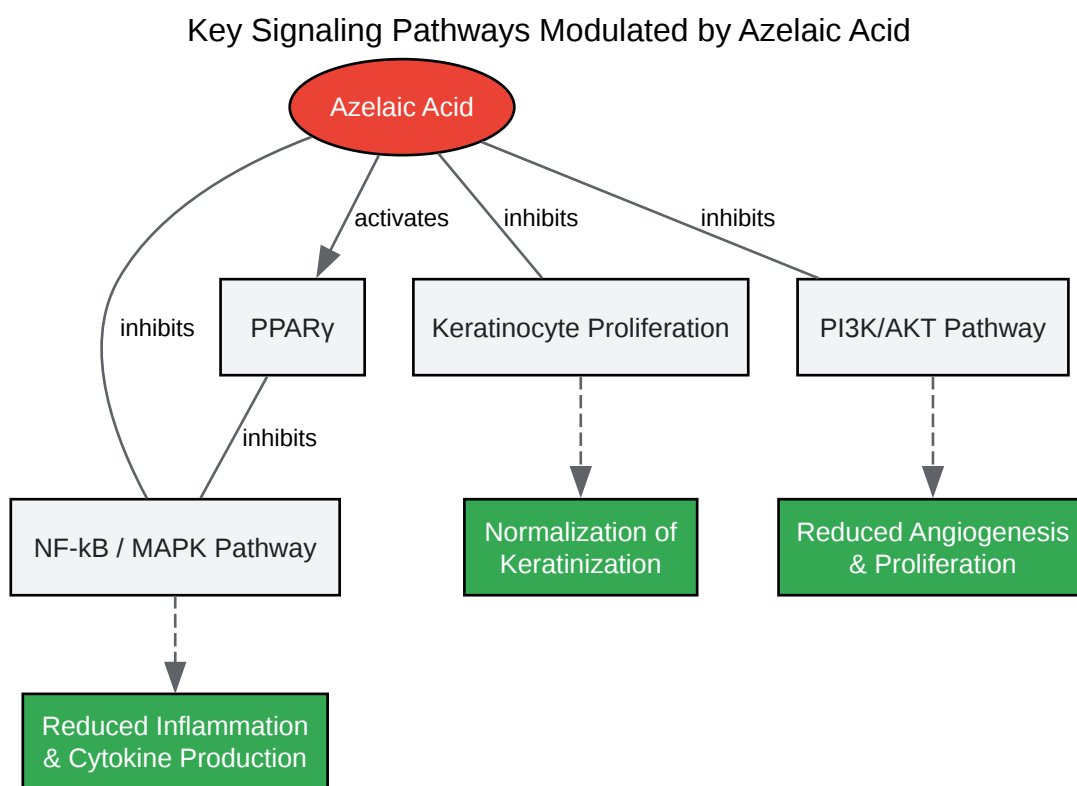 Key Signaling Pathways Modulated by Azelaic Acid
Azelaic Acid
activates
inhibits
inhibits
inhibits
PPARγ
Keratinocyte Proliferation
PI3K/AKT Pathway
inhibits
NF-kB / MAPK Pathway
Normalization of
Keratinization
Reduced Angiogenesis
& Proliferation
Reduced Inflammation
& Cytokine Production